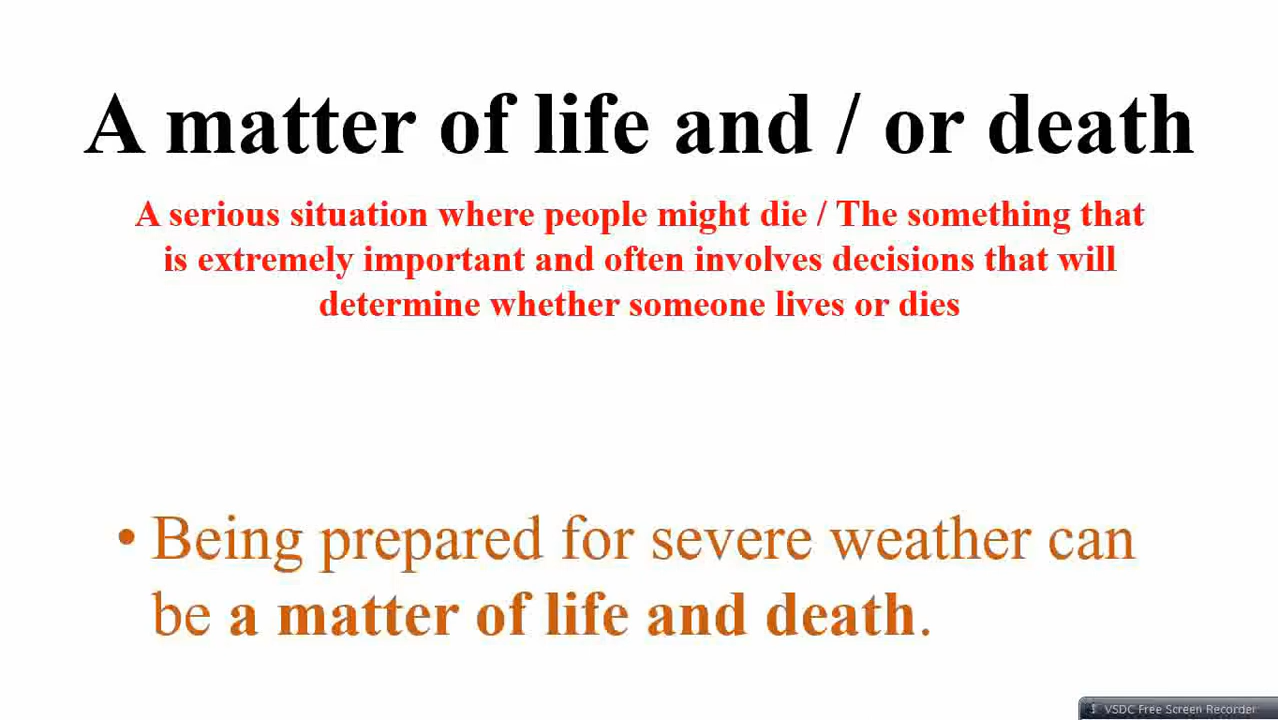 A matter of life and / or death
A serious situation where people might die / The something that
is extremely important and often involves decisions that will
determine whether someone lives or dies
• Being prepared for severe weather can
be a matter of life and death.
VSDC Free Screen Recorder